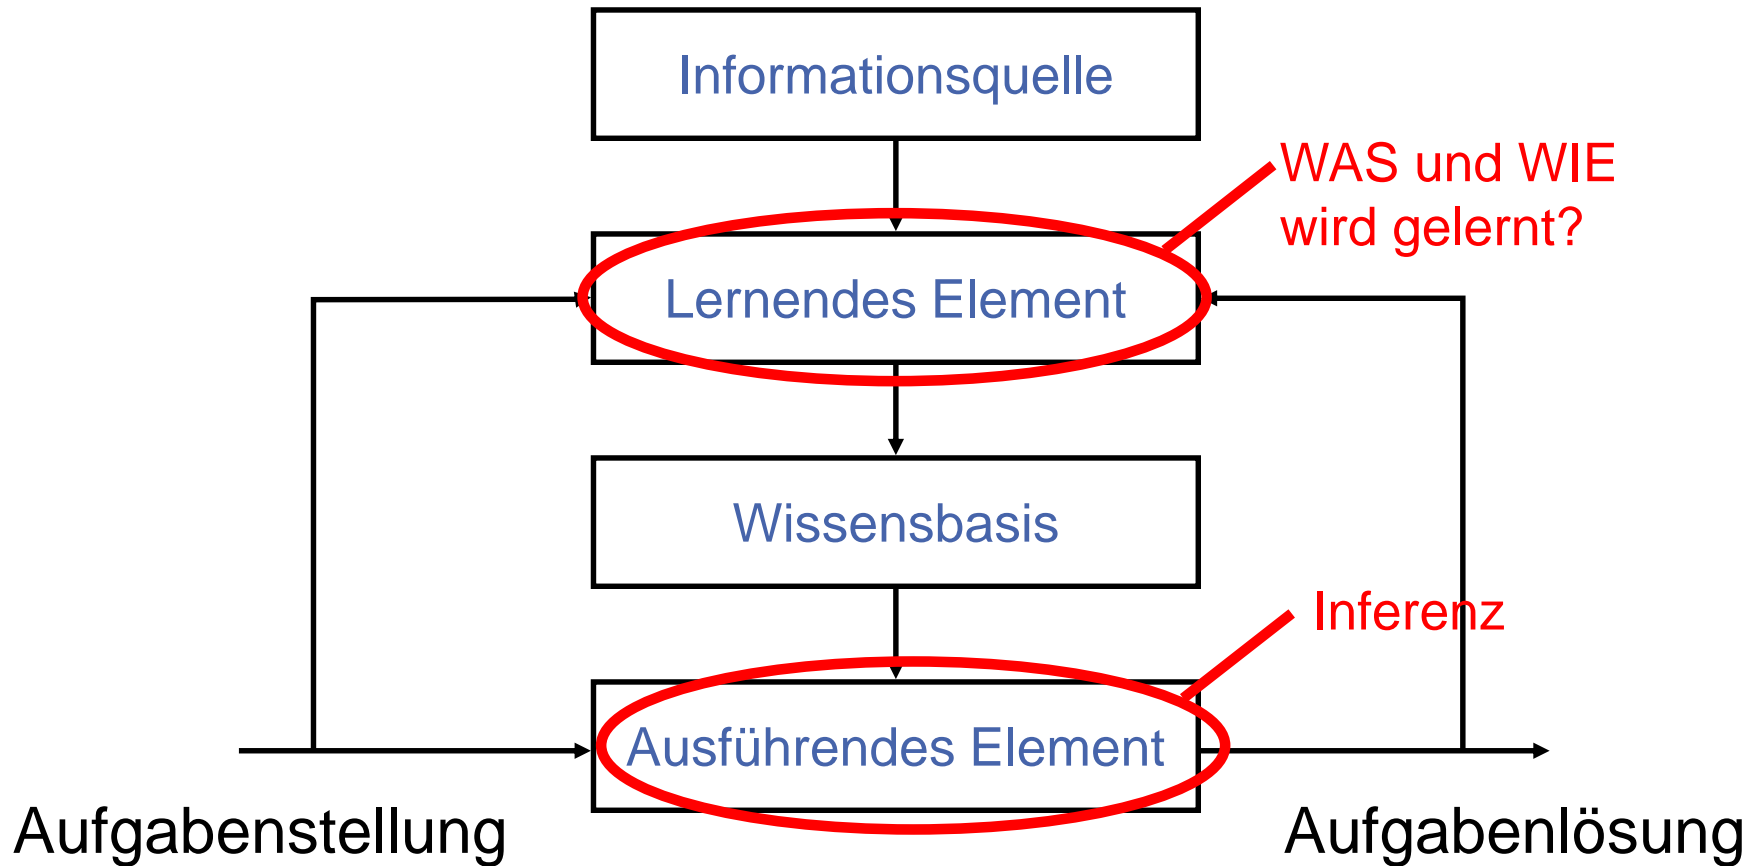 Informationsquelle
WAS und WIE
wird gelernt?
Lernendes Element
Wissensbasis
Inferenz
Ausführendes Element
Aufgabenstellung
Aufgabenlösung